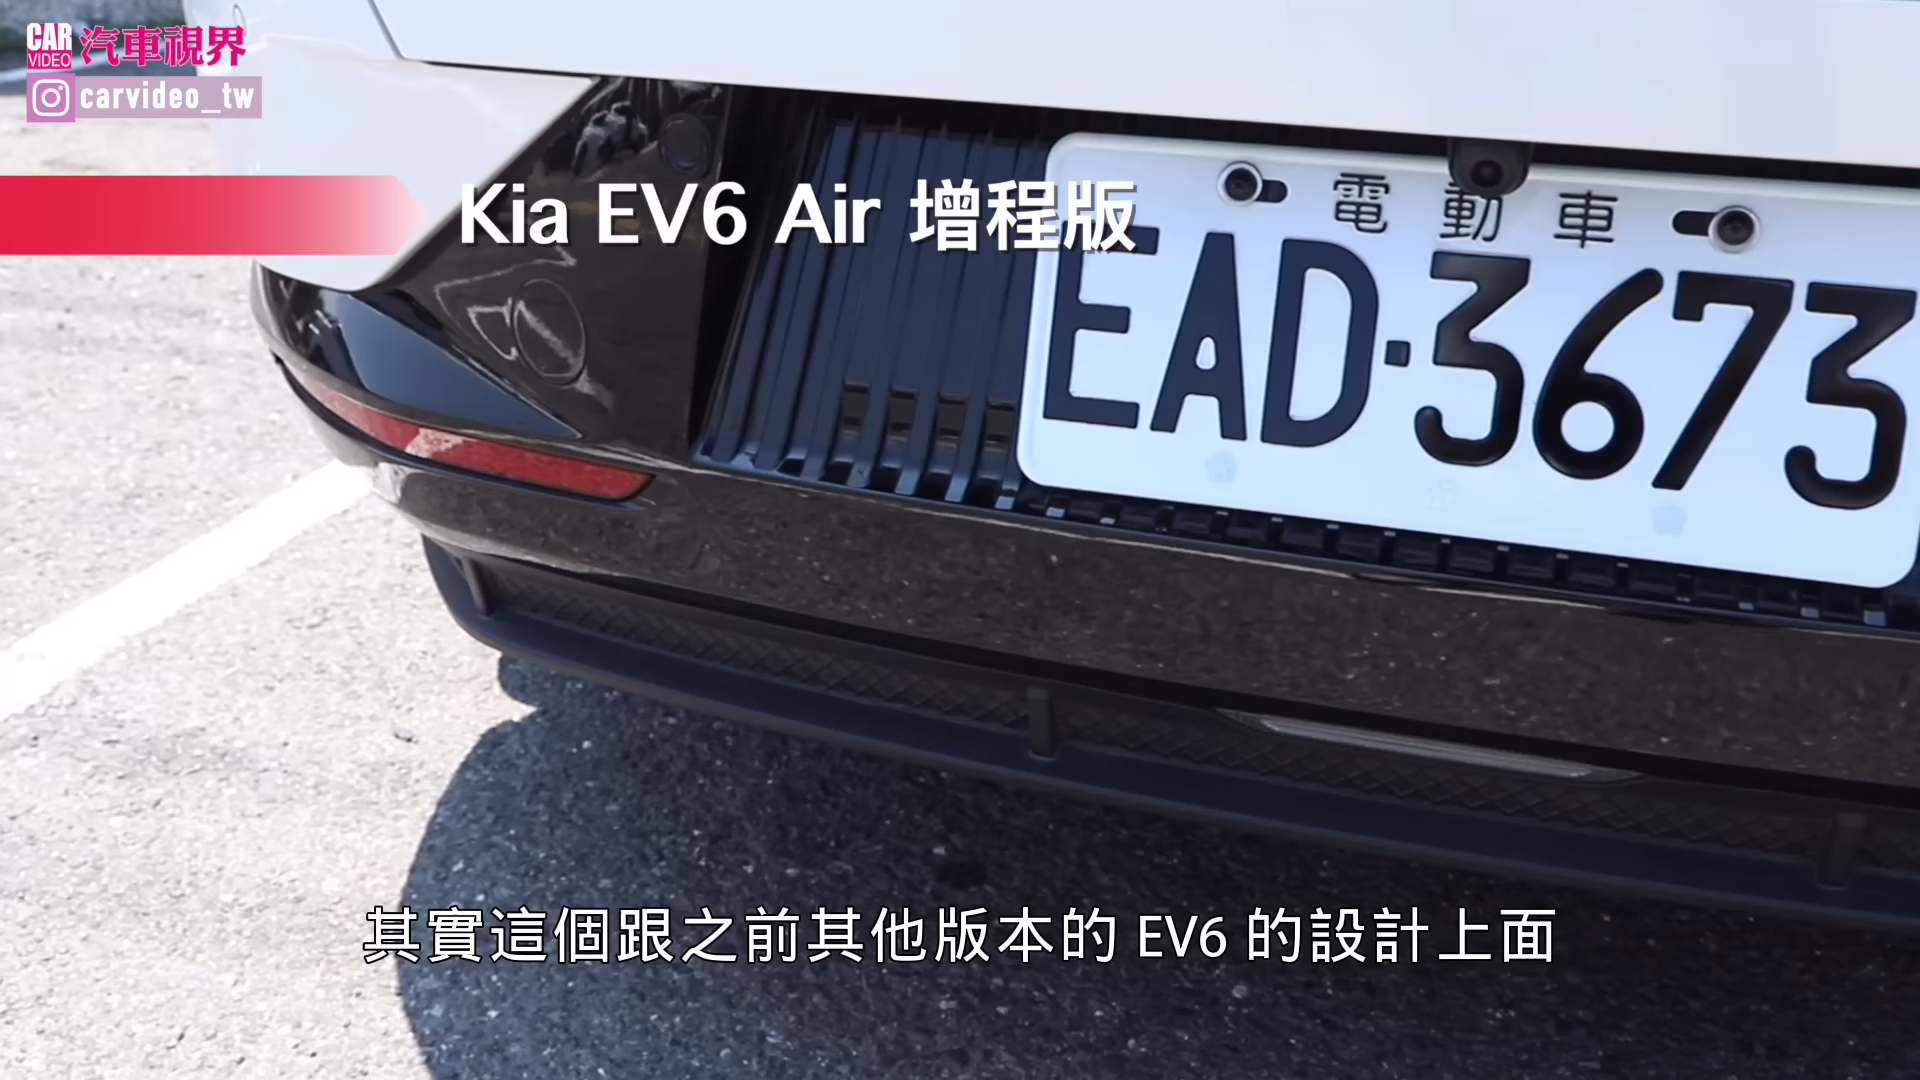 CAR VIDEO 汽車視界
carvideo_tw
Kia EV6 Air 增程版
電動車
EAD-3673
其實這個跟之前其他版本的 EV6 的設計上面